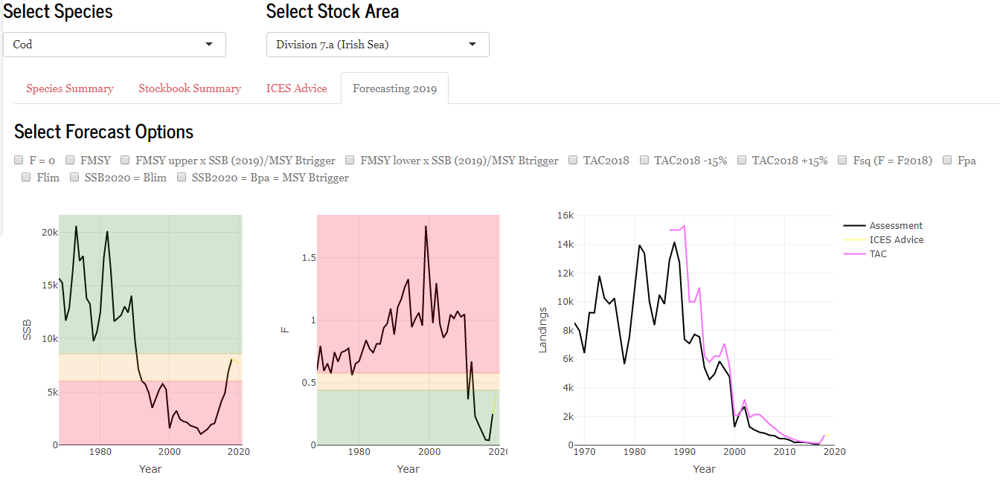 Select Species Select Stock Area
Cod Division 7.a (Irish Sea)
Species Summary Stockbook Summary ICES Advice Forecasting 2019
Select Forecast Options
F = 0 FMSY FMSY upper x SSB (2019)/MSY Btrigger FMSY lower x SSB (2019)/MSY Btrigger TAC2018 TAC2018 -15% TAC2018 +15% Fsq (F = F2018) Fpa
Flim SSB2020 = Blim SSB2020 = Bpa = MSY Btrigger
20k
15k
10k
5k
0
SSB
1980 2000 2020
Year
1.5
1
0.5
0
F
1980 2000 2020
Year
16k
14k
12k
10k
8k
6k
4k
2k
0
Landings
1970 1980 1990 2000 2010 2020
Year
Assessment
ICES Advice
TAC